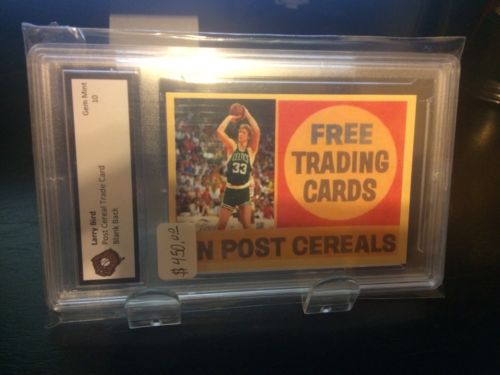 Larry Bird
Post Cereal Trade Card
Blank Back
Gem Mint
10
CELTICS
33
FREE
TRADING
CARDS
N POST CEREALS
$450.00